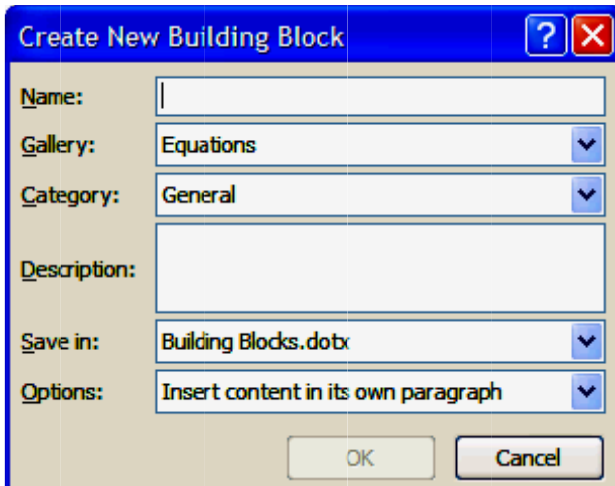 Create New Building Block ?
Name:
Gallery: Equations
Category: General
Description:
Save in: Building Blocks.dotx
Options: Insert content in its own paragraph
OK Cancel